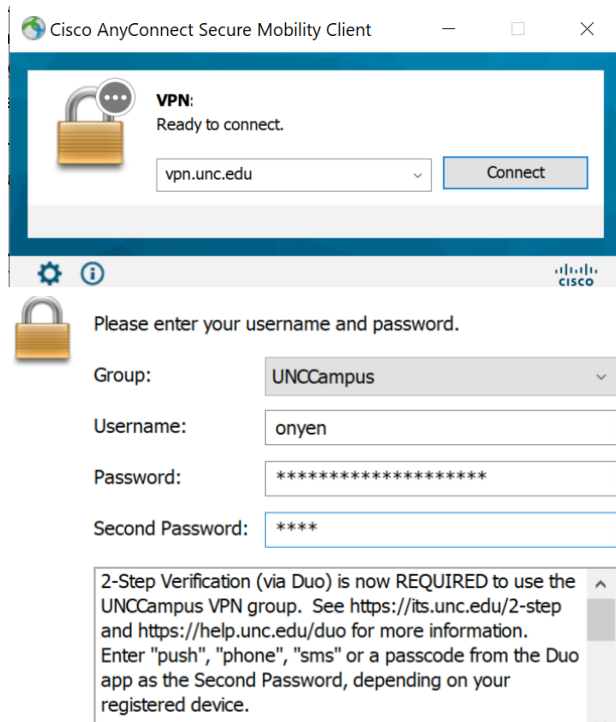 Cisco AnyConnect Secure Mobility Client
VPN:
Ready to connect.
vpn.unc.edu
Connect
cisco
Please enter your username and password.
Group: UNCCampus
Username: onyen
Password: ********************
Second Password: ****
2-Step Verification (via Duo) is now REQUIRED to use the
UNCCampus VPN group. See https://its.unc.edu/2-step
and https://help.unc.edu/duo for more information.
Enter "push", "phone", "sms" or a passcode from the Duo
app as the Second Password, depending on your
registered device.